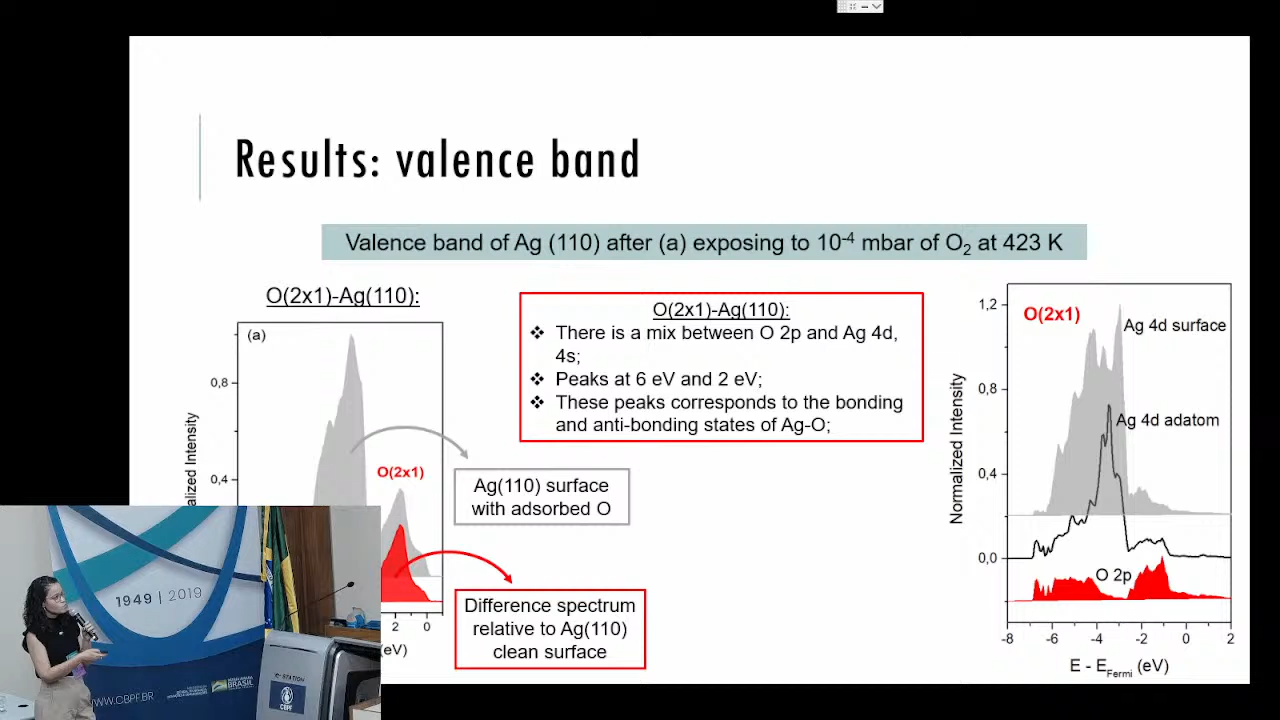 Results: valence band
Valence band of Ag (110) after (a) exposing to 10-4 mbar of O2 at 423 K
O(2x1)-Ag(110):
(a)
0,8
0,4
alized Intensity
O(2x1)
2 0
(eV)
Ag(110) surface
with adsorbed O
Difference spectrum
relative to Ag(110)
clean surface
O(2x1)-Ag(110):
❖ There is a mix between O 2p and Ag 4d,
4s;
❖ Peaks at 6 eV and 2 eV;
❖ These peaks corresponds to the bonding
and anti-bonding states of Ag-O;
O(2x1)
Ag 4d surface
Ag 4d adatom
O 2p
1,2
0,8
0,4
0,0
Normalized Intensity
-8 -6 -4 -2 0 2
E - EFermi (eV)
1949 | 2019
WWW.CBPF.BR
BRASIL
STATION
CBPF